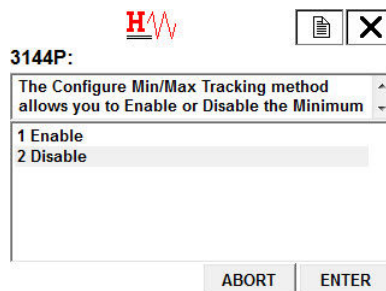 H
3144P:
The Configure Min/Max Tracking method
allows you to Enable or Disable the Minimum
1 Enable
2 Disable
ABORT ENTER